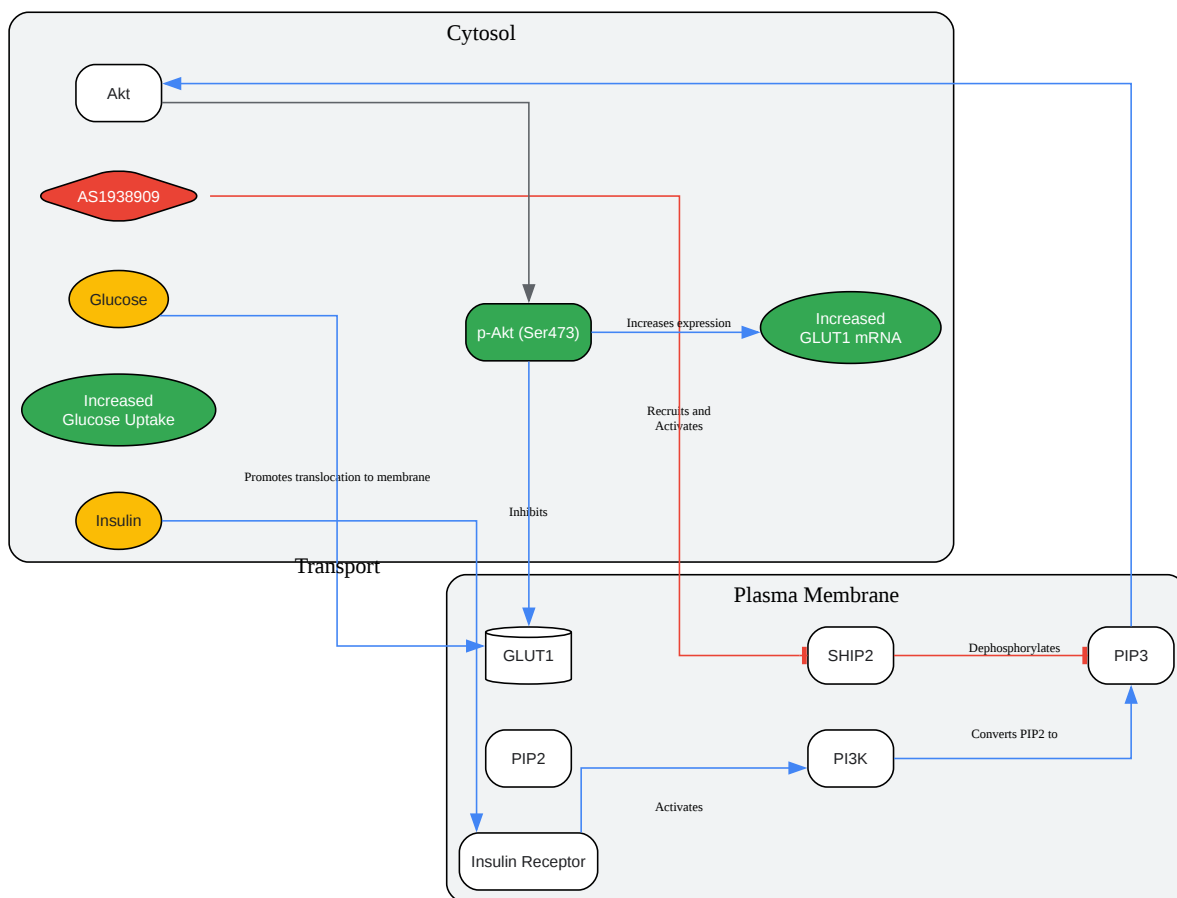 Cytosol
Akt
AS1938909
Glucose
p-Akt (Ser473)
Increases expression
Increased
GLUT1 mRNA
Increased
Glucose Uptake
Recruits and
Activates
Promotes translocation to membrane
Insulin
Inhibits
Transport
Plasma Membrane
GLUT1
SHIP2
Dephosphorylates
PIP3
PIP2
PI3K
Converts PIP2 to
Activates
Insulin Receptor